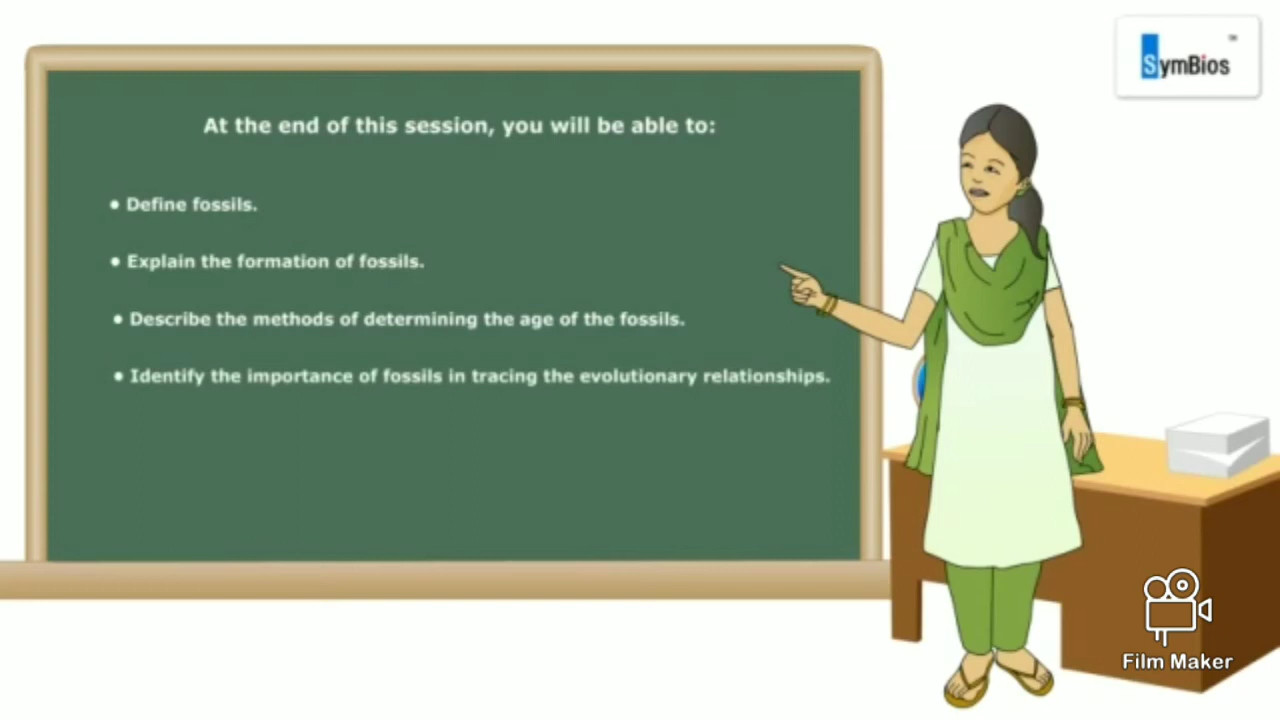 At the end of this session, you will be able to:
• Define fossils.
• Explain the formation of fossils.
• Describe the methods of determining the age of the fossils.
• Identify the importance of fossils in tracing the evolutionary relationships.
SymBios
TM
Film Maker